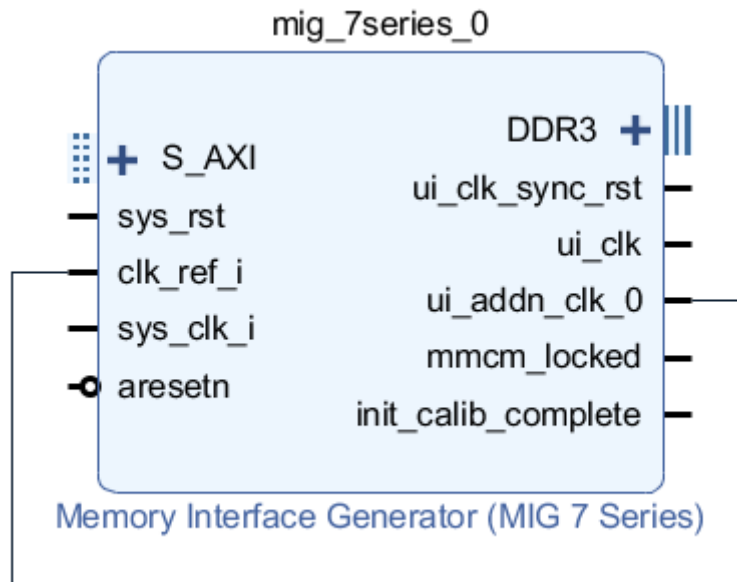 mig_7series_0
DDR3
S_AXI
ui_clk_sync_rst
sys_rst
ui_clk
clk_ref_i
ui_addn_clk_0
sys_clk_i
mmcm_locked
aresetn
init_calib_complete
Memory Interface Generator (MIG 7 Series)